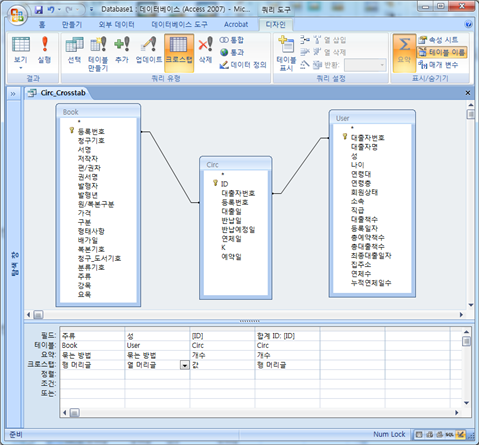 Database1 : 데이터베이스 (Access 2007) - Mic... 쿼리 도구
홈 만들기 외부 데이터 데이터베이스 도구 Acrobat 디자인
보기 실행 선택 테이블 만들기 추가 업데이트 크로스탭 삭제
통합
통과
데이터 정의
테이블 표시
열 삽입
열 삭제
반환:
요약
속성 시트
테이블 이름
매개 변수
결과 쿼리 유형 쿼리 설정 표시/숨기기
Circ_Crosstab
탐색 창
Book
*
등록번호
청구기호
서명
저작자
편/권차
권서명
발행자
발행년
원/복본구분
가격
구분
형태사항
배가일
복본기호
청구_도서기호
분류기호
주류
강목
요목
Circ
*
ID
대출자번호
등록번호
대출일
반납일
반납예정일
연체일
K
예약일
User
*
대출자번호
대출자명
성
나이
연령대
연령층
회원상태
소속
직급
대출책수
등록일자
총예약책수
총대출책수
최종대출일자
집주소
연체수
누적연체일수
필드: 주류 성 [ID] 합계 ID: [ID]
테이블: Book User Circ Circ
요약: 묶는 방법 묶는 방법 개수 개수
크로스탭: 행 머리글 열 머리글 값 행 머리글
정렬:
조건:
또는:
준비 Num Lock SQL